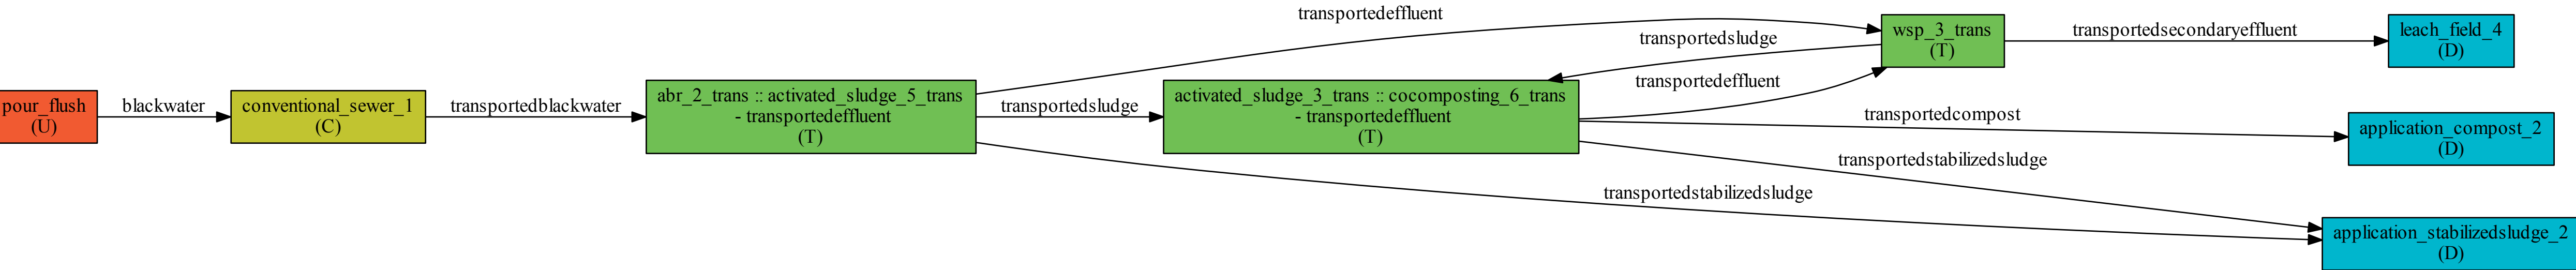 pour_flush
(U)
blackwater
conventional_sewer_1
(C)
transportedblackwater
abr_2_trans :: activated_sludge_5_trans
- transportedeffluent
(T)
transportedeffluent
transportedsludge
transportedstabilizedsludge
activated_sludge_3_trans :: cocomposting_6_trans
- transportedeffluent
(T)
transportedsludge
transportedeffluent
transportedcompost
transportedstabilizedsludge
wsp_3_trans
(T)
transportedsecondaryeffluent
leach_field_4
(D)
application_compost_2
(D)
application_stabilizedsludge_2
(D)